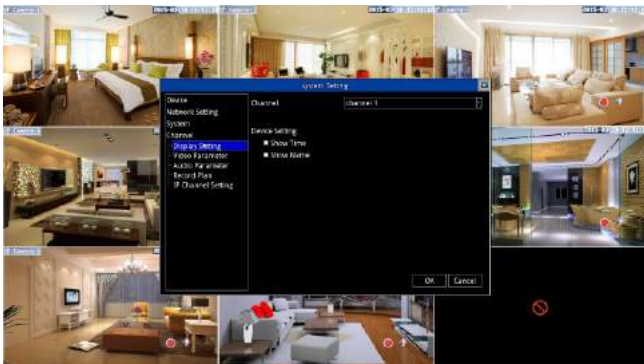 System Setting
Device
Network Setting
System
Channel
Display Setting
Video Parameter
Audio Parameter
Record Plan
IP Channel Setting
Channel
channel 1
Device Setting
Show Time
Show Name
OK
Cancel